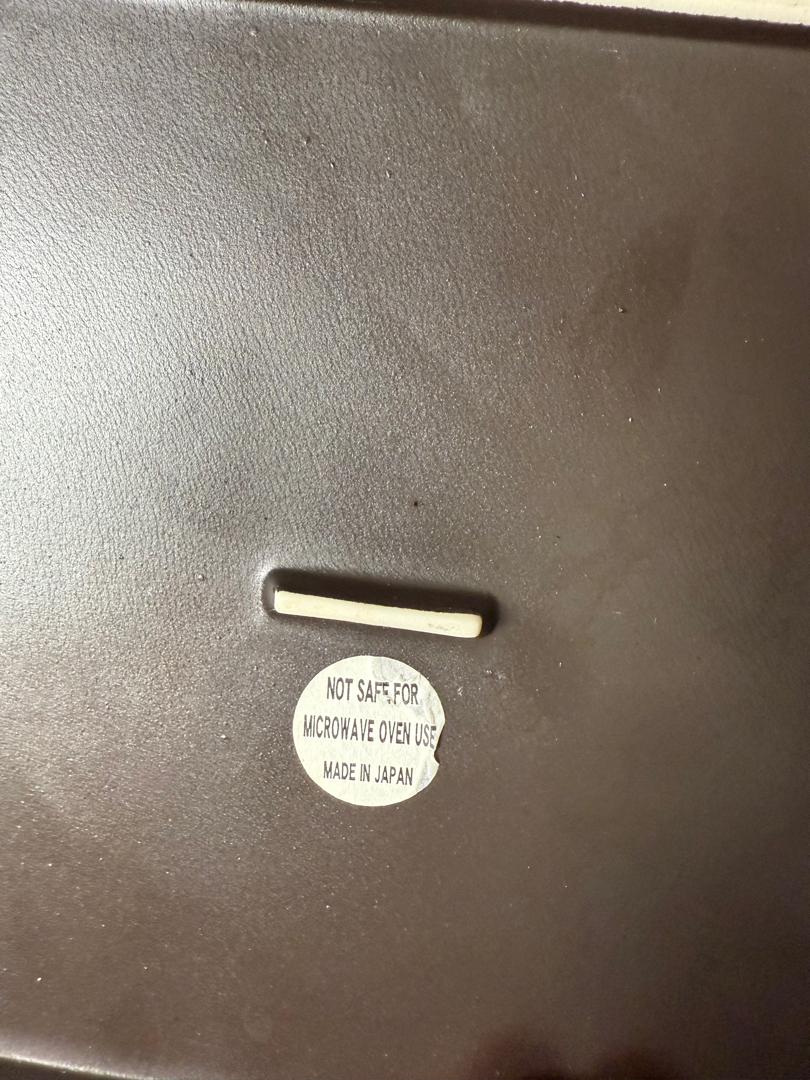 NOT SAFE FOR
MICROWAVE OVEN USE
MADE IN JAPAN